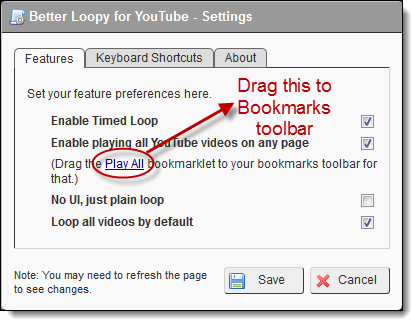 Better Loopy for YouTube - Settings
Features
Keyboard Shortcuts
About
Drag this to
Bookmarks
toolbar
Set your feature preferences here.
Enable Timed Loop
Enable playing all YouTube videos on any page
(Drag the Play All bookmarklet to your bookmarks toolbar for
that.)
No UI, just plain loop
Loop all videos by default
Note: You may need to refresh the page
to see changes.
Save
Cancel